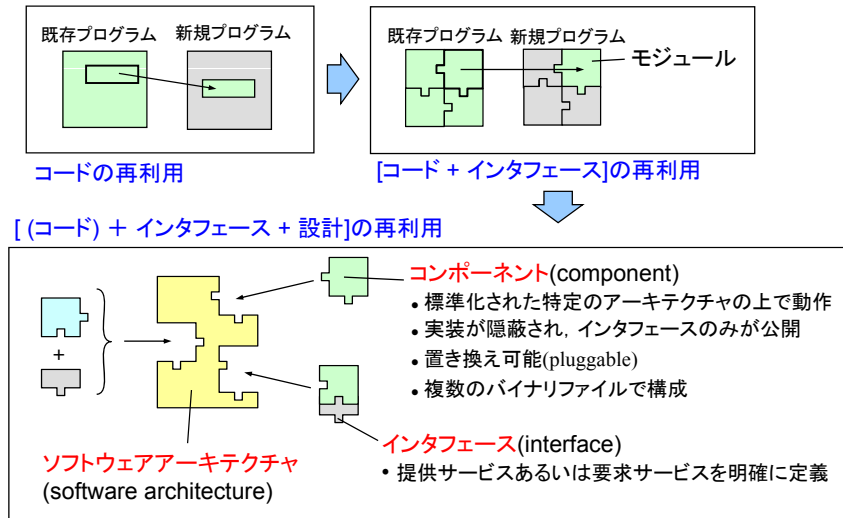 既存プログラム
新規プログラム
コードの再利用
既存プログラム
新規プログラム
モジュール
[コード + インタフェース]の再利用
[ (コード) ＋ インタフェース + 設計]の再利用
+
ソフトウェアアーキテクチャ
(software architecture)
コンポーネント(component)
• 標準化された特定のアーキテクチャの上で動作
• 実装が隠蔽され，インタフェースのみが公開
• 置き換え可能(pluggable)
• 複数のバイナリファイルで構成
インタフェース(interface)
• 提供サービスあるいは要求サービスを明確に定義